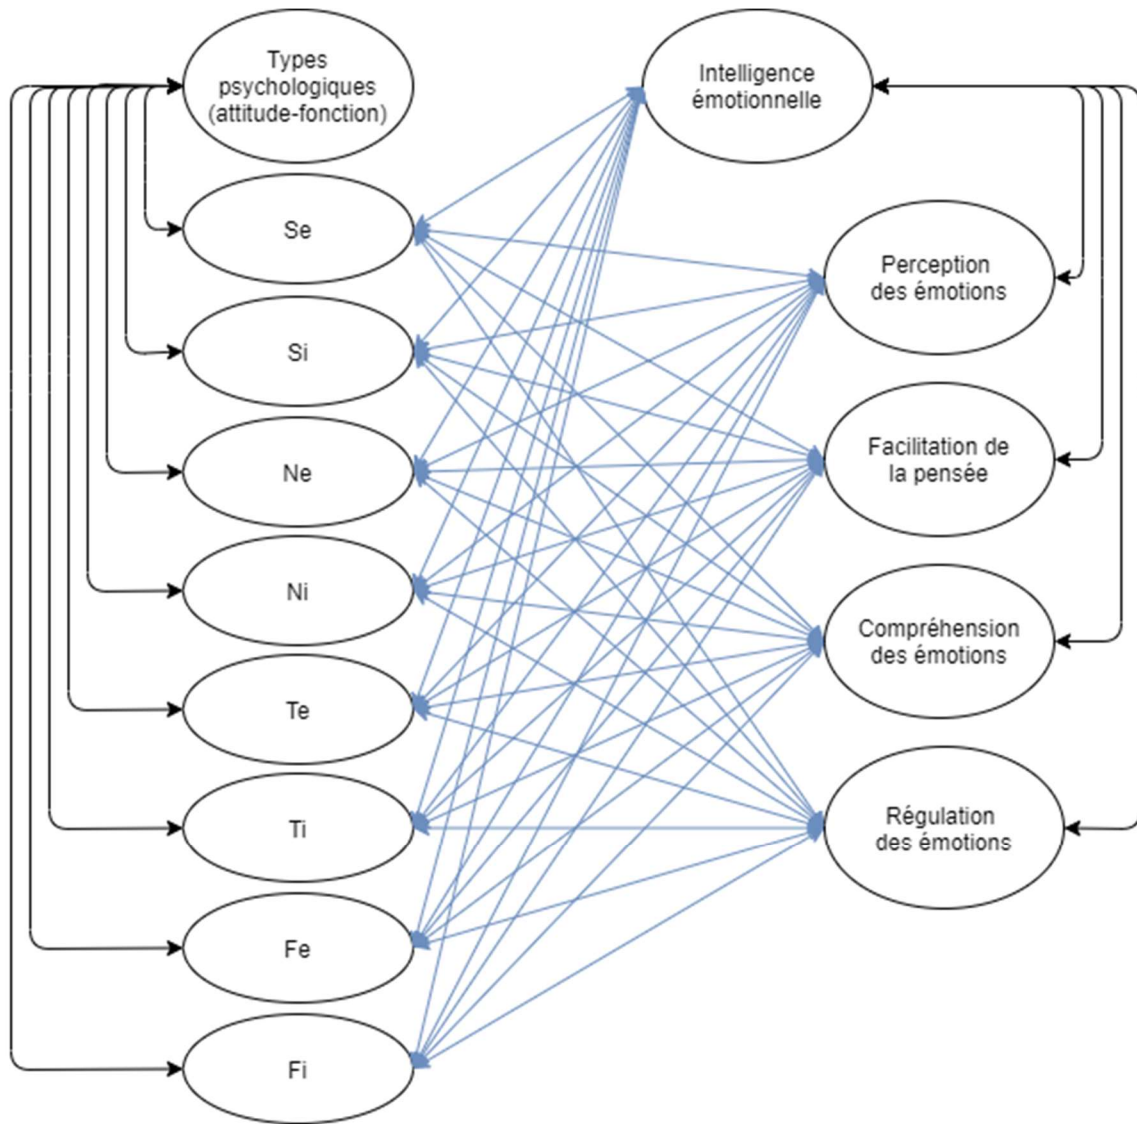 Types
psychologiques
(attitude-fonction)
Se
Si
Ne
Ni
Te
Ti
Fe
Fi
Intelligence
émotionnelle
Perception
des émotions
Facilitation de
la pensée
Compréhension
des émotions
Régulation
des émotions